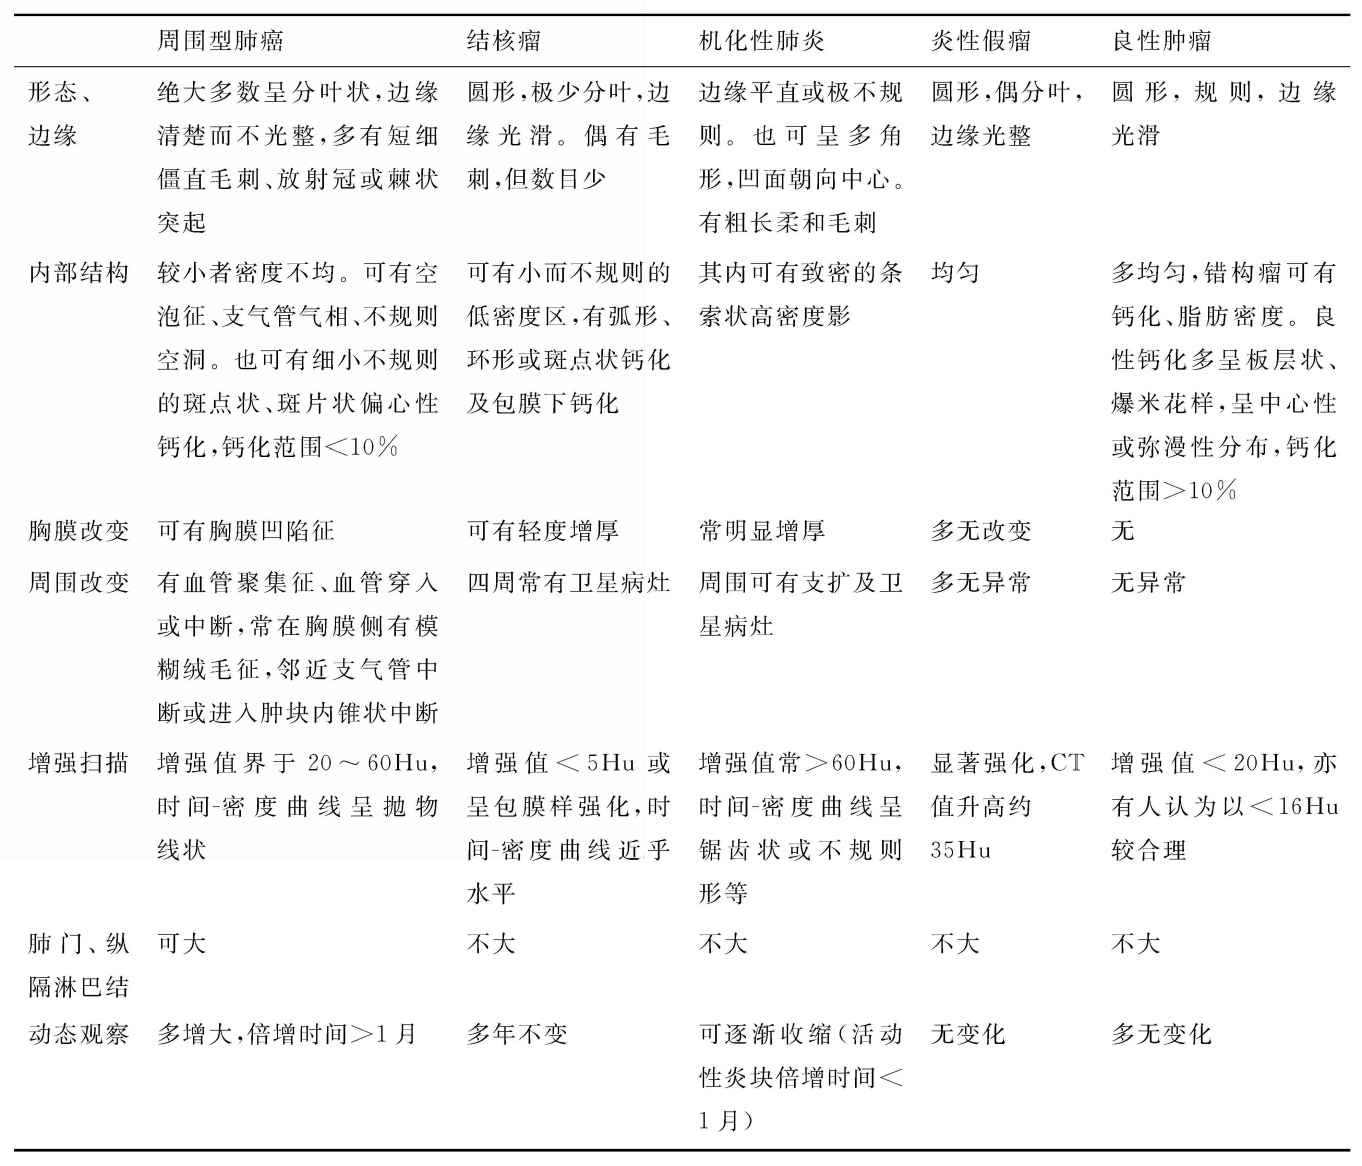 周围型肺癌 结核瘤 机化性肺炎 炎性假瘤 良性肿瘤
形态、 绝大多数呈分叶状,边缘 圆形,极少分叶,边 边缘平直或极不规 圆形,偶分叶, 圆形,规则,边缘
边缘 清楚而不光整,多有短细 缘光滑。偶有毛 则。也可呈多角 边缘光整 光滑
僵直毛刺、放射冠或棘状 刺,但数目少 形,凹面朝向中心。
突起 有粗长柔和毛刺
内部结构 较小者密度不均。可有空 可有小而不规则的 其内可有致密的条 均匀 多均匀,错构瘤可有
泡征、支气管气相、不规则 低密度区,有弧形、 索状高密度影 钙化、脂肪密度。良
空洞。也可有细小不规则 环形或斑点状钙化 性钙化多呈板层状、
的斑点状、斑片状偏心性 及包膜下钙化 爆米花样,呈中心性
钙化,钙化范围<10% 或弥漫性分布,钙化
范围>10%
胸膜改变 可有胸膜凹陷征 可有轻度增厚 常明显增厚 多无改变 无
周围改变 有血管聚集征、血管穿入 四周常有卫星病灶 周围可有支扩及卫 多无异常 无异常
或中断,常在胸膜侧有模 星病灶
糊绒毛征,邻近支气管中
断或进入肿块内锥状中断
增强扫描 增强值界于20～60Hu, 增强值<5Hu或 增强值常>60Hu, 显著强化,CT 增强值<20Hu,亦
时间-密度曲线呈抛物 呈包膜样强化,时 时间-密度曲线呈 值升高约 有人认为以<16Hu
线状 间-密度曲线近乎 锯齿状或不规则 35Hu 较合理
水平 形等
肺门、纵 可大 不大 不大 不大 不大
隔淋巴结
动态观察 多增大,倍增时间>1月 多年不变 可逐渐收缩(活动 无变化 多无变化
性炎块倍增时间<
1月)